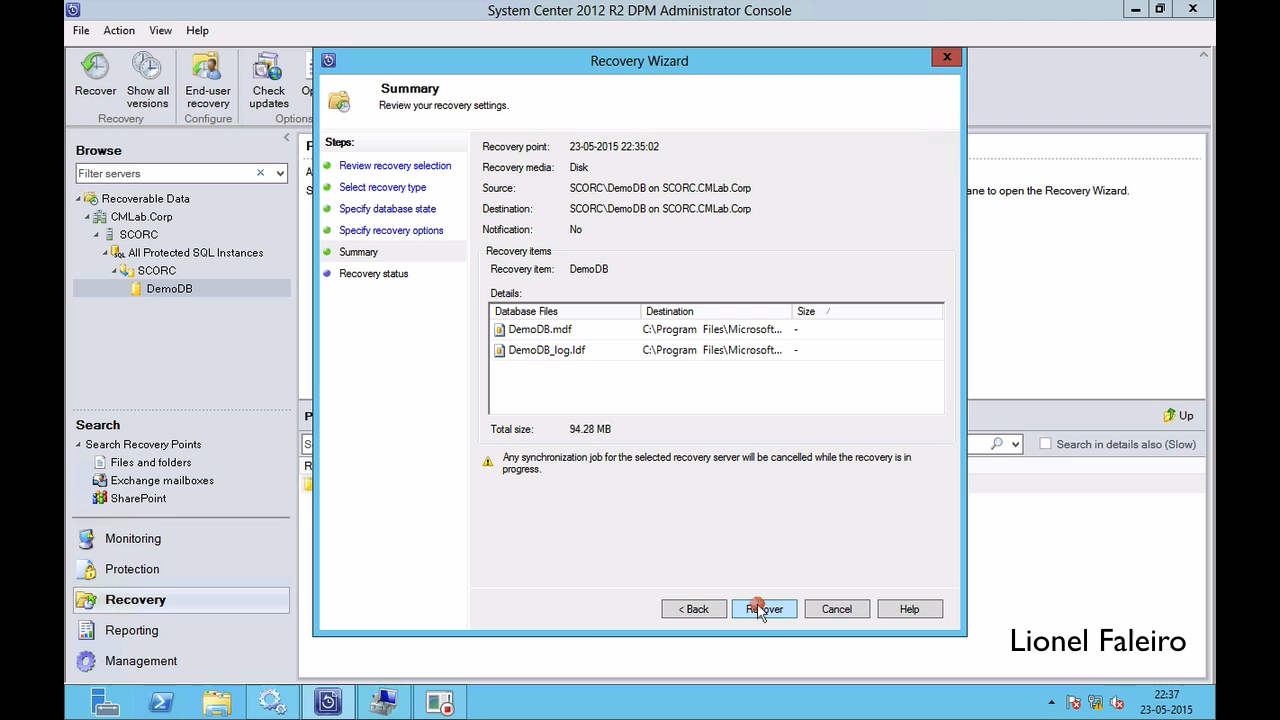 System Center 2012 R2 DPM Administrator Console
File Action View Help
Recover
Show all versions
End-user recovery
Check updates
Recovery
Configure
Options
Browse
Filter servers
Recoverable Data
CMLab.Corp
SCORC
All Protected SQL Instances
SCORC
DemoDB
Search
Search Recovery Points
Files and folders
Exchange mailboxes
SharePoint
Monitoring
Protection
Recovery
Reporting
Management
Recovery Wizard
Summary
Review your recovery settings.
Steps:
Review recovery selection
Select recovery type
Specify database state
Specify recovery options
Summary
Recovery status
Recovery point: 23-05-2015 22:35:02
Recovery media: Disk
Source: SCORC\DemoDB on SCORC.CMLab.Corp
Destination: SCORC\DemoDB on SCORC.CMLab.Corp
Notification: No
Recovery items
Recovery item: DemoDB
Details:
Database Files Destination Size
DemoDB.mdf C:\Program Files\Microsoft... -
DemoDB_log.ldf C:\Program Files\Microsoft... -
Total size: 94.28 MB
Any synchronization job for the selected recovery server will be cancelled while the recovery is in
progress.
< Back Recover Cancel Help
ane to open the Recovery Wizard.
Up
Search in details also (Slow)
Lionel Faleiro
22:37
23-05-2015